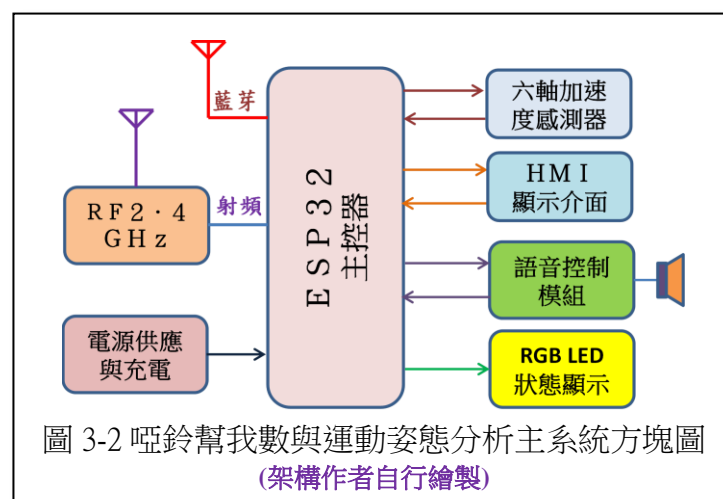 藍芽
射頻
RF2.4
GHz
電源供應
與充電
ESP32
主控器
六軸加速
度感測器
HMI
顯示介面
語音控制
模組
RGB LED
狀態顯示
圖 3-2 啞鈴幫我數與運動姿態分析主系統方塊圖
(架構作者自行繪製)